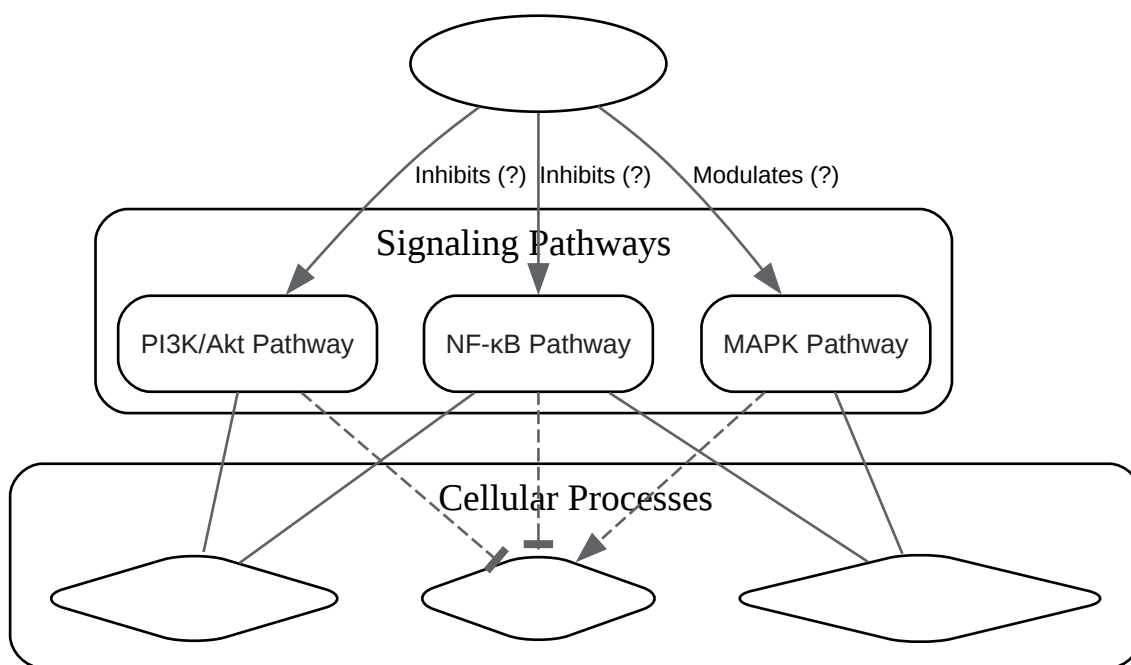 Inhibits (?)
Inhibits (?)
Modulates (?)
Signaling Pathways
PI3K/Akt Pathway
NF-κB Pathway
MAPK Pathway
Cellular Processes